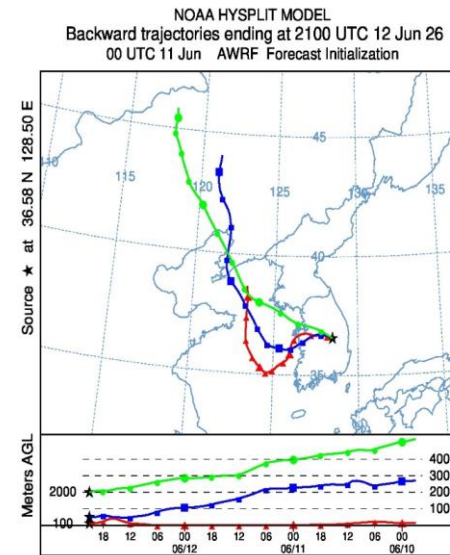 NOAA HYSPLIT MODEL
Backward trajectories ending at 2100 UTC 12 Jun 26
00 UTC 11 Jun AWRF Forecast Initialization
Source ★ at 36.58 N 128.50 E
110
115
120
125
130
135
45
40
35
Meters AGL
2000
100
400
300
200
100
18 12 06 00 18 12 06 00 18 12 06 00
06/12 06/11 06/10